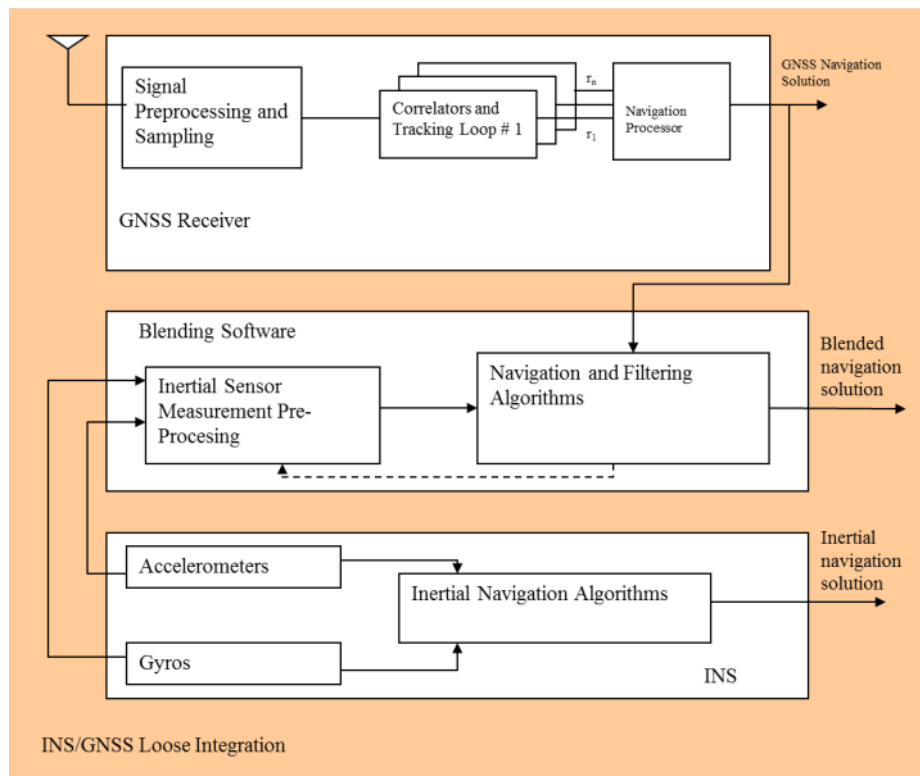 GNSS Navigation
Solution
Signal
Preprocessing and
Sampling
Correlators and
Tracking Loop # 1
rn
r1
Navigation
Processor
GNSS Receiver
Blending Software
Inertial Sensor
Measurement Pre-
Procesing
Navigation and Filtering
Algorithms
Blended
navigation
solution
Accelerometers
Gyros
Inertial Navigation Algorithms
INS
Inertial
navigation
solution
INS/GNSS Loose Integration